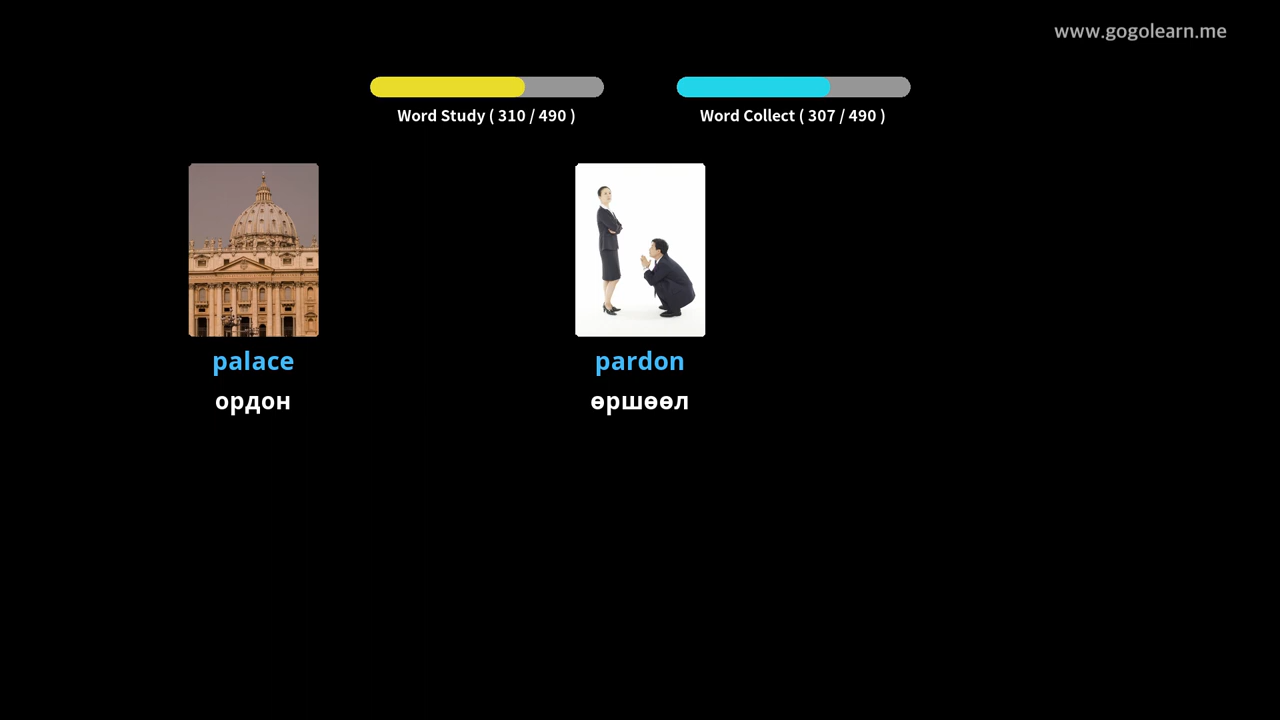 www.gogolearn.me
Word Study ( 310 / 490 )
Word Collect ( 307 / 490 )
palace
pardon
ордон
өршөөл